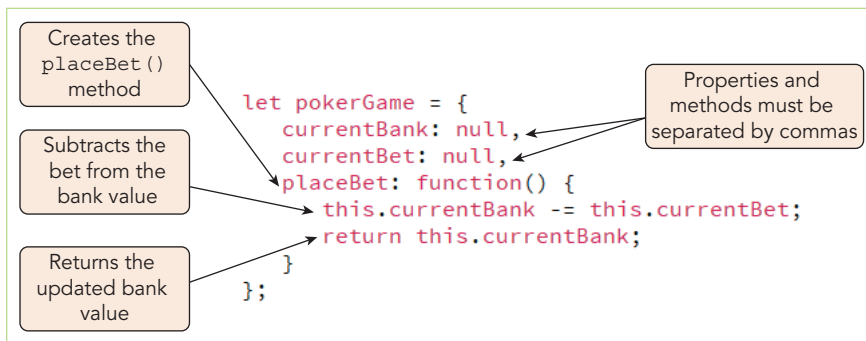 Creates the
placeBet()
method
Subtracts the
bet from the
bank value
Returns the
updated bank
value
let pokerGame = {
currentBank: null,
currentBet: null,
placeBet: function() {
this.currentBank -= this.currentBet;
return this.currentBank;
}
};
Properties and
methods must be
separated by commas